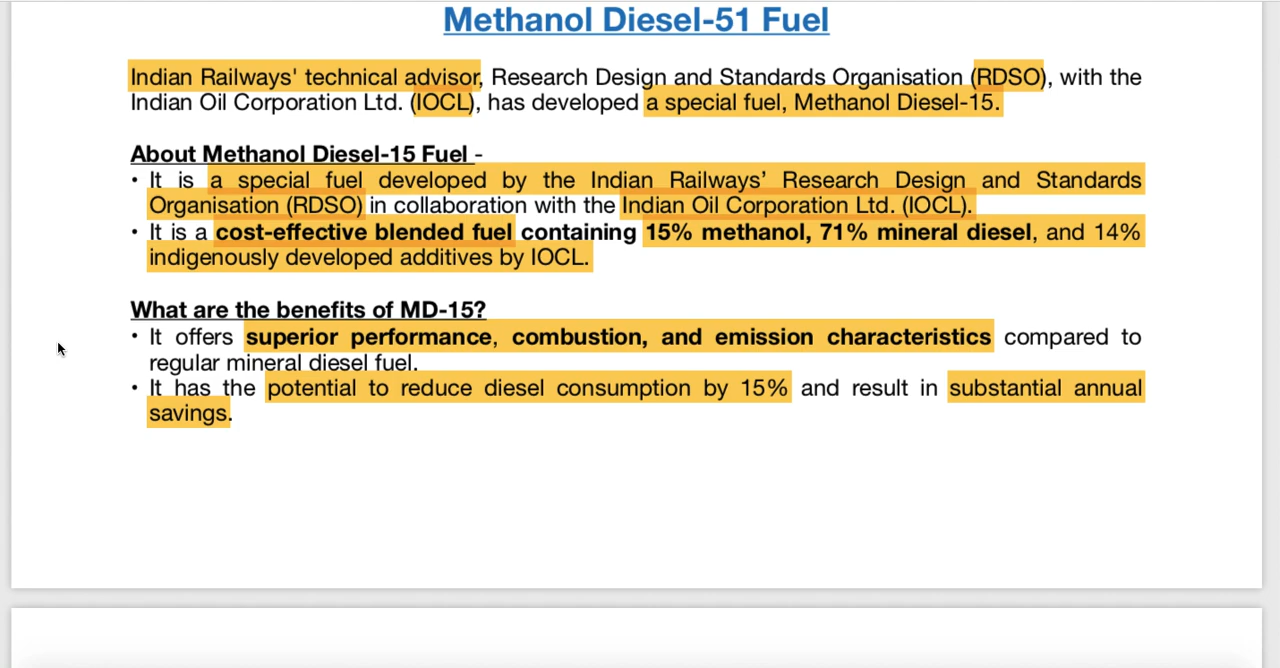 Methanol Diesel-51 Fuel
Indian Railways' technical advisor, Research Design and Standards Organisation (RDSO), with the
Indian Oil Corporation Ltd. (IOCL), has developed a special fuel, Methanol Diesel-15.
About Methanol Diesel-15 Fuel -
• It is a special fuel developed by the Indian Railways’ Research Design and Standards
Organisation (RDSO) in collaboration with the Indian Oil Corporation Ltd. (IOCL).
• It is a cost-effective blended fuel containing 15% methanol, 71% mineral diesel, and 14%
indigenously developed additives by IOCL.
What are the benefits of MD-15?
• It offers superior performance, combustion, and emission characteristics compared to
regular mineral diesel fuel.
• It has the potential to reduce diesel consumption by 15% and result in substantial annual
savings.